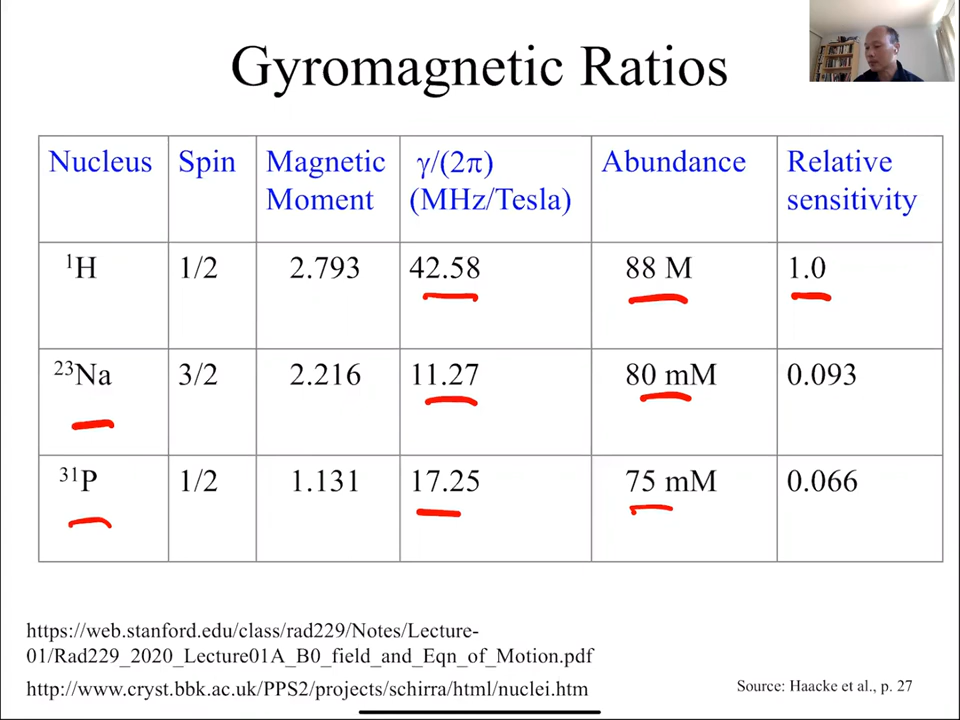 Gyromagnetic Ratios
Nucleus Spin Magnetic Moment γ/(2π) (MHz/Tesla) Abundance Relative sensitivity
¹H 1/2 2.793 42.58 88 M 1.0
²³Na 3/2 2.216 11.27 80 mM 0.093
³¹P 1/2 1.131 17.25 75 mM 0.066
https://web.stanford.edu/class/rad229/Notes/Lecture-
01/Rad229_2020_Lecture01A_B0_field_and_Eqn_of_Motion.pdf
http://www.cryst.bbk.ac.uk/PPS2/projects/schirra/html/nuclei.htm
Source: Haacke et al., p. 27